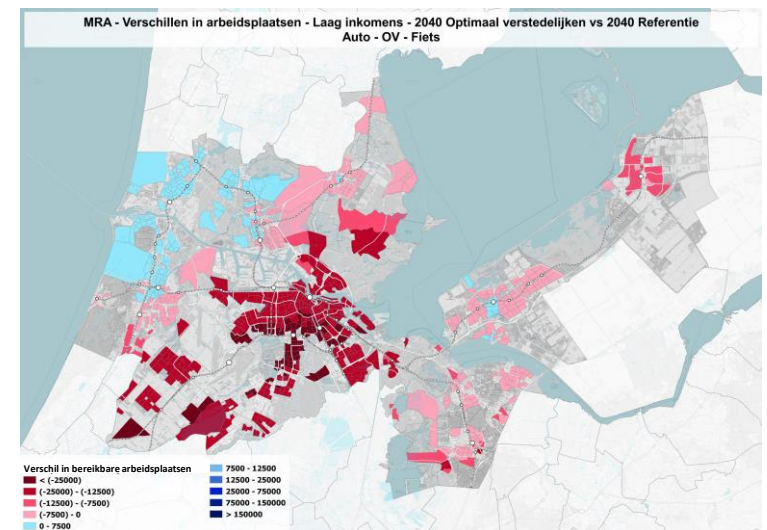 MRA - Verschillen in arbeidsplaatsen - Laag inkomens - 2040 Optimaal verstedelijken vs 2040 Referentie
Auto - OV - Fiets
Verschil in bereikbare arbeidsplaatsen
< (-25000)
(-25000) - (-12500)
(-12500) - (-7500)
(-7500) - 0
0 - 7500
7500 - 12500
12500 - 25000
25000 - 75000
75000 - 150000
> 150000